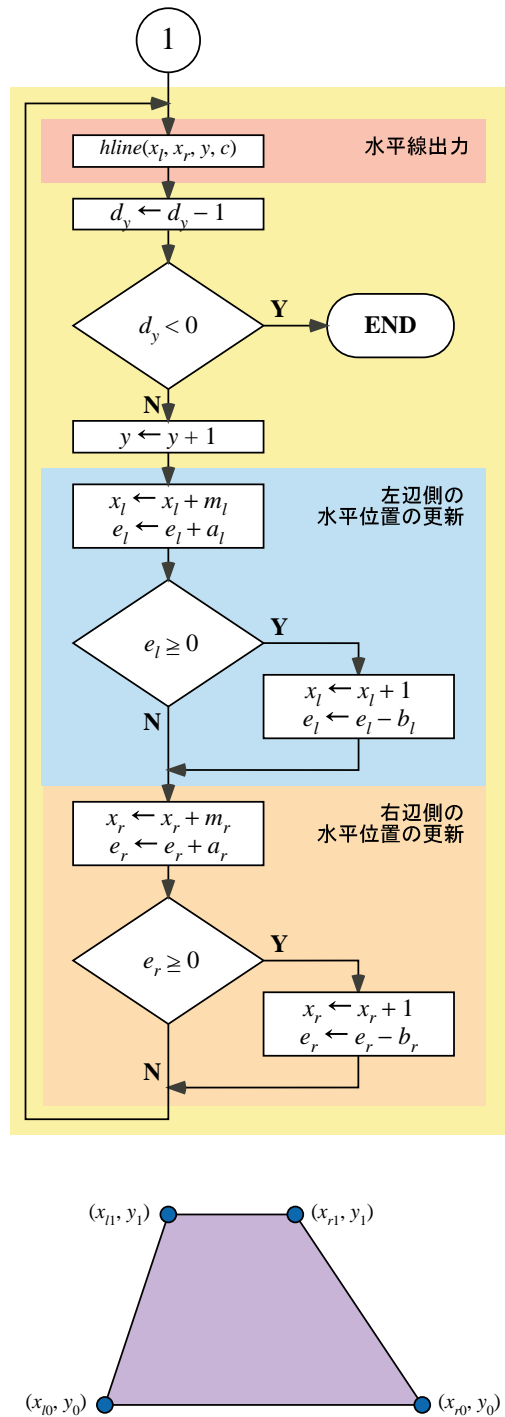 1
hline(x_l, x_r, y, c)
水平線出力
d_y ← d_y − 1
d_y < 0
Y
END
N
y ← y + 1
左辺側の
水平位置の更新
x_l ← x_l + m_l
e_l ← e_l + a_l
e_l ≧ 0
Y
x_l ← x_l + 1
e_l ← e_l − b_l
N
右辺側の
水平位置の更新
x_r ← x_r + m_r
e_r ← e_r + a_r
e_r ≧ 0
Y
x_r ← x_r + 1
e_r ← e_r − b_r
N
(x_l1, y_1)
(x_r1, y_1)
(x_l0, y_0)
(x_r0, y_0)